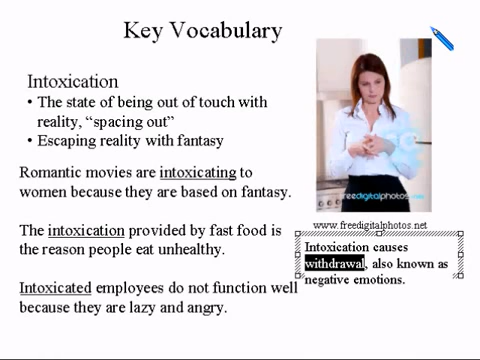 Key Vocabulary
Intoxication
• The state of being out of touch with
reality, “spacing out”
• Escaping reality with fantasy
Romantic movies are intoxicating to
women because they are based on fantasy.
The intoxication provided by fast food is
the reason people eat unhealthy.
Intoxicated employees do not function well
because they are lazy and angry.
freedigitalphotos.net
www.freedigitalphotos.net
Intoxication causes
withdrawal, also known as
negative emotions.